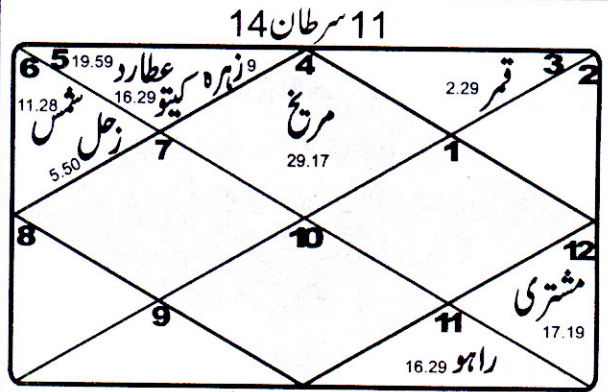 11 سرطان 14
6 5 19.59 عطارد زہرہ 9 4 قمر 3 2
11.28 شمس 16.29 کیتو مریخ 2.29
زحل 7 29.17 1
5.50
8 10 12
مشتری
9 11 17.19
راہو 16.29